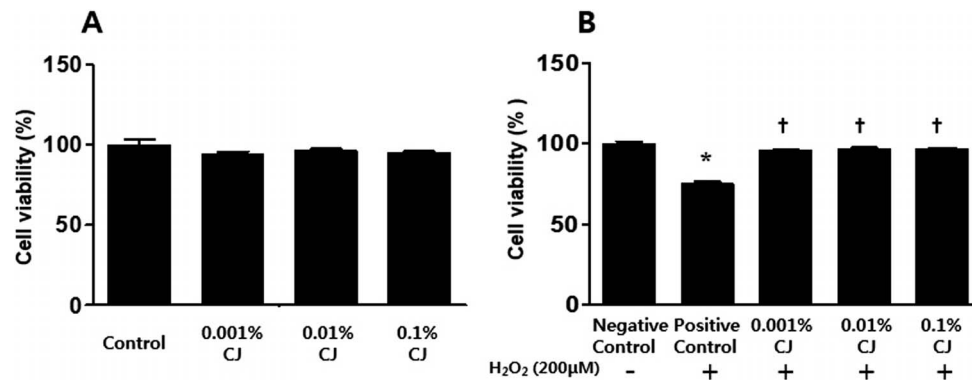 A
Cell viability (%)
150
100
50
0
Control
0.001%
CJ
0.01%
CJ
0.1%
CJ
B
Cell viability (% )
150
100
50
0
*
†
†
†
Negative
Control
Positive
Control
0.001%
CJ
0.01%
CJ
0.1%
CJ
H₂O₂ (200µM) - + + + +